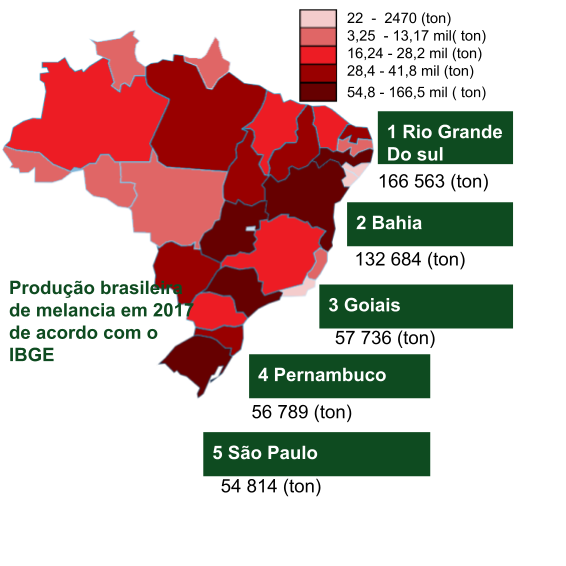 22 - 2470 (ton)
3,25 - 13,17 mil( ton)
16,24 - 28,2 mil (ton)
28,4 - 41,8 mil (ton)
54,8 - 166,5 mil ( ton)
1 Rio Grande
Do sul
166 563 (ton)
2 Bahia
132 684 (ton)
Produção brasileira
de melancia em 2017
de acordo com o
IBGE
3 Goiais
57 736 (ton)
4 Pernambuco
56 789 (ton)
5 São Paulo
54 814 (ton)